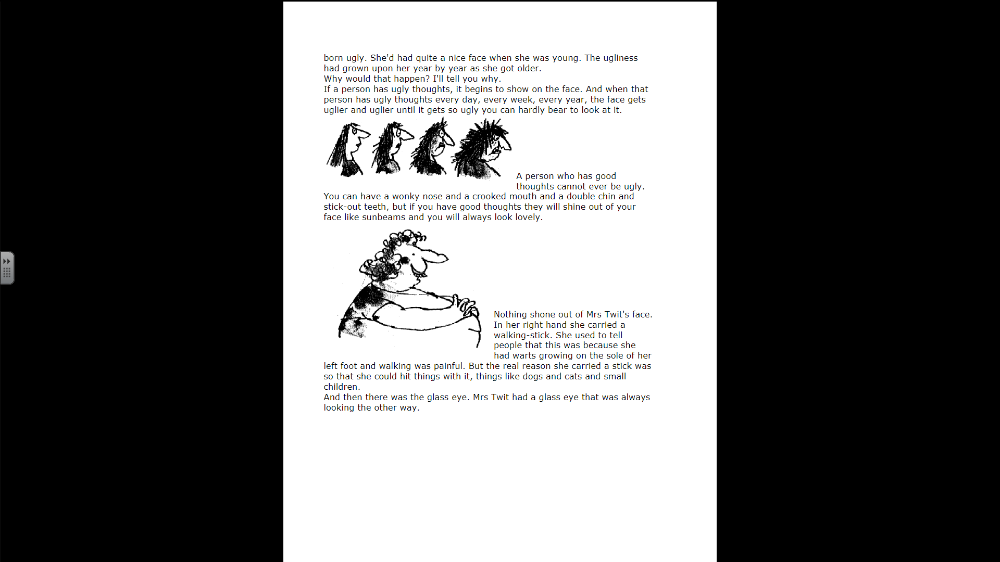 born ugly. She'd had quite a nice face when she was young. The ugliness
had grown upon her year by year as she got older.
Why would that happen? I'll tell you why.
If a person has ugly thoughts, it begins to show on the face. And when that
person has ugly thoughts every day, every week, every year, the face gets
uglier and uglier until it gets so ugly you can hardly bear to look at it.
A person who has good
thoughts cannot ever be ugly.
You can have a wonky nose and a crooked mouth and a double chin and
stick-out teeth, but if you have good thoughts they will shine out of your
face like sunbeams and you will always look lovely.
Nothing shone out of Mrs Twit's face.
In her right hand she carried a
walking-stick. She used to tell
people that this was because she
had warts growing on the sole of her
left foot and walking was painful. But the real reason she carried a stick was
so that she could hit things with it, things like dogs and cats and small
children.
And then there was the glass eye. Mrs Twit had a glass eye that was always
looking the other way.